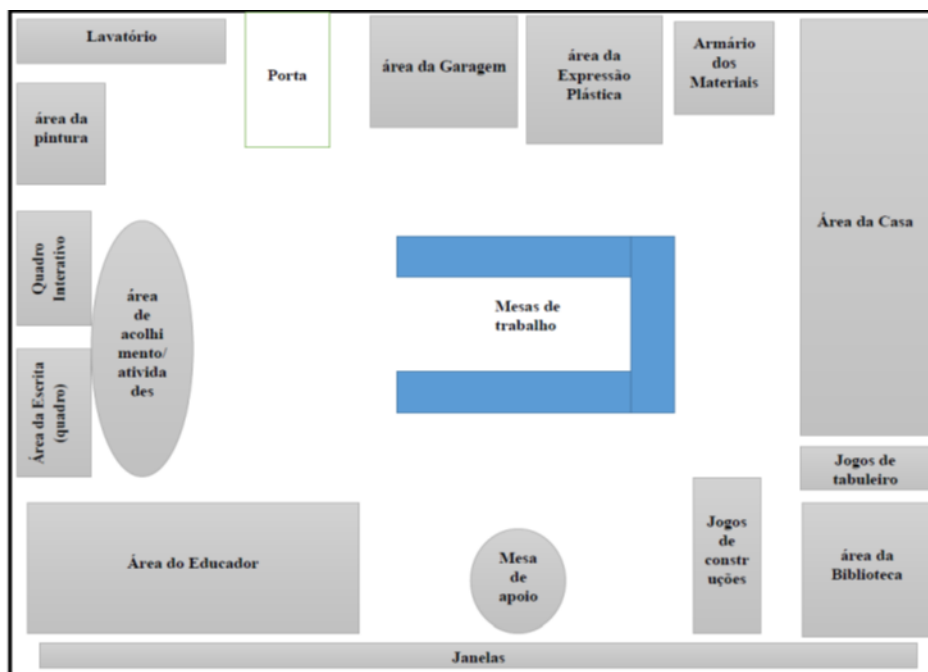 Lavatório
Porta
área da Garagem
área da
Expressão
Plástica
Armário
dos
Materiais
área da
pintura
Área da Casa
Quadro
Interativo
área
de
acolhi
mento/
ativida
des
Mesas de
trabalho
Área da Escrita
(quadro)
Jogos de
tabuleiro
Área do Educador
Mesa
de
apoio
Jogos
de
constr
uções
área da
Biblioteca
Janelas